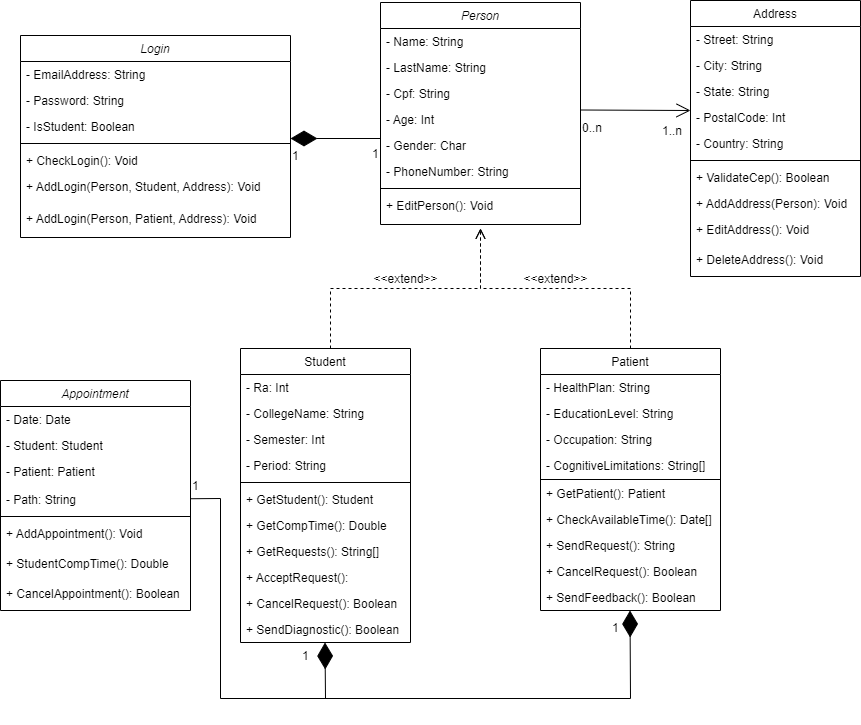 Login
- EmailAddress: String
- Password: String
- IsStudent: Boolean
+ CheckLogin(): Void
+ AddLogin(Person, Student, Address): Void
+ AddLogin(Person, Patient, Address): Void
1
1
Person
- Name: String
- LastName: String
- Cpf: String
- Age: Int
- Gender: Char
- PhoneNumber: String
+ EditPerson(): Void
0..n
1..n
Address
- Street: String
- City: String
- State: String
- PostalCode: Int
- Country: String
+ ValidateCep(): Boolean
+ AddAddress(Person): Void
+ EditAddress(): Void
+ DeleteAddress(): Void
<<extend>>
<<extend>>
Appointment
- Date: Date
- Student: Student
- Patient: Patient
- Path: String
+ AddAppointment(): Void
+ StudentCompTime(): Double
+ CancelAppointment(): Boolean
1
Student
- Ra: Int
- CollegeName: String
- Semester: Int
- Period: String
+ GetStudent(): Student
+ GetCompTime(): Double
+ GetRequests(): String[]
+ AcceptRequest():
+ CancelRequest(): Boolean
+ SendDiagnostic(): Boolean
1
Patient
- HealthPlan: String
- EducationLevel: String
- Occupation: String
- CognitiveLimitations: String[]
+ GetPatient(): Patient
+ CheckAvailableTime(): Date[]
+ SendRequest(): String
+ CancelRequest(): Boolean
+ SendFeedback(): Boolean
1